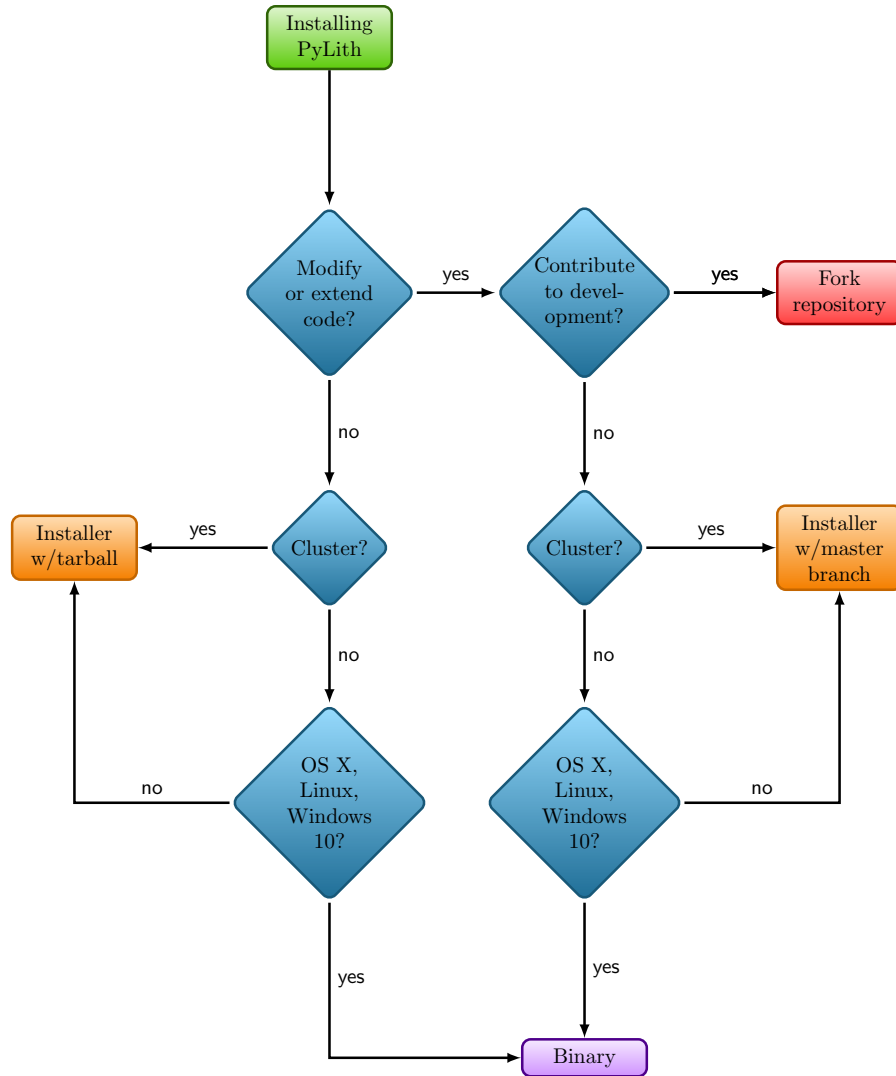 Installing
PyLith
Modify
or extend
code?
yes
Contribute
to devel-
opment?
yes
Fork
repository
no
no
Installer
w/tarball
yes
Cluster?
Cluster?
yes
Installer
w/master
branch
no
no
no
OS X,
Linux,
Windows
10?
OS X,
Linux,
Windows
10?
no
yes
yes
Binary